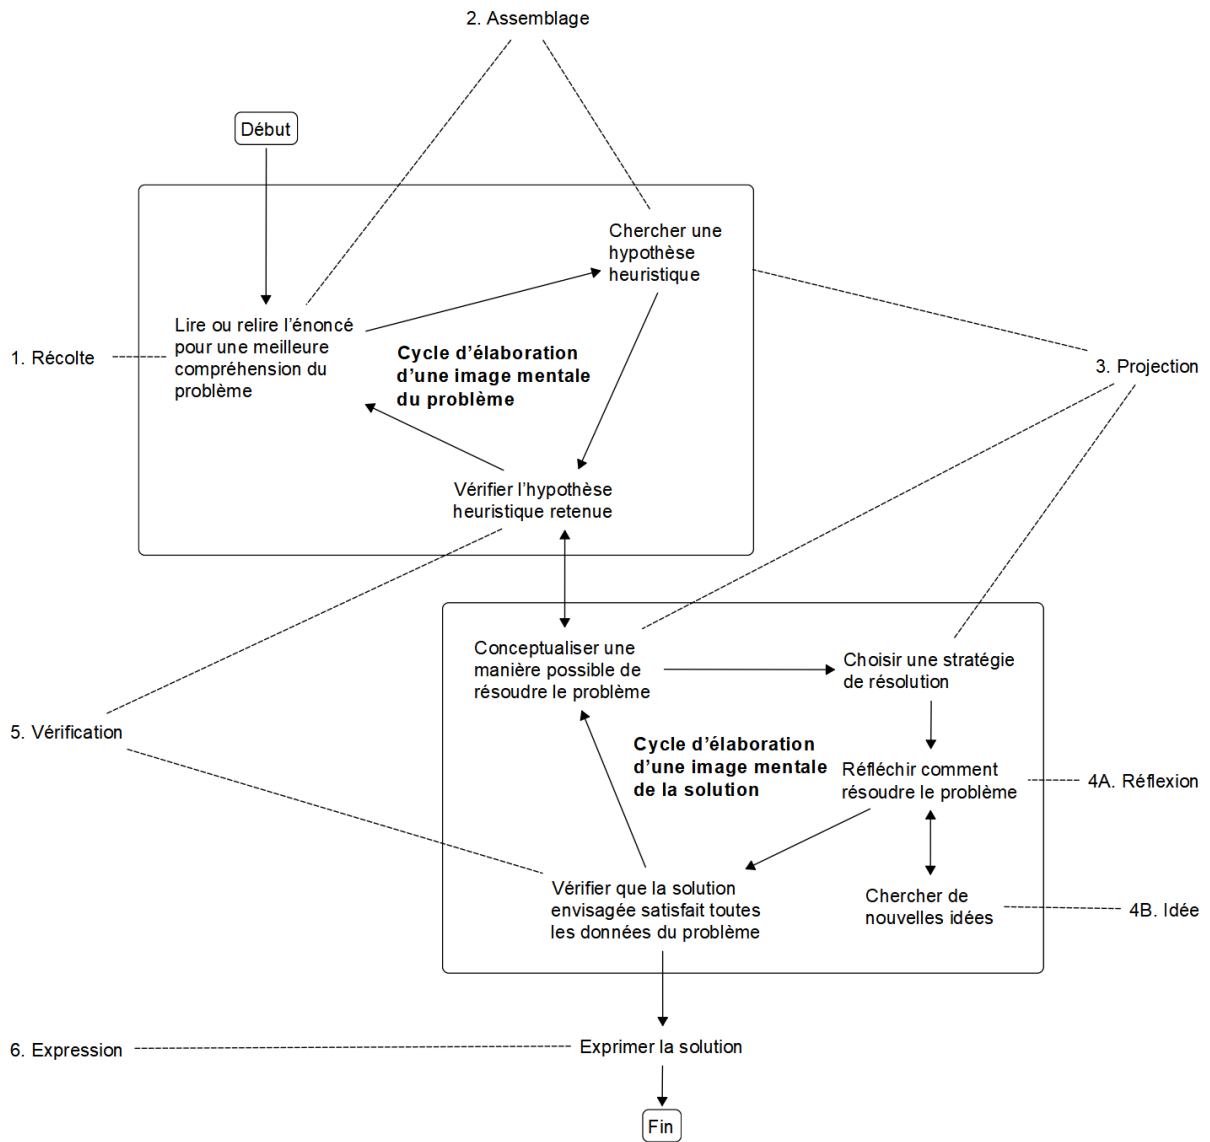 2. Assemblage
Début
Chercher une
hypothèse
heuristique
Lire ou relire l’énoncé
pour une meilleure
compréhension du
problème
1. Récolte
Cycle d’élaboration
d’une image mentale
du problème
3. Projection
Vérifier l’hypothèse
heuristique retenue
Conceptualiser une
manière possible de
résoudre le problème
Choisir une stratégie
de résolution
5. Vérification
Cycle d’élaboration
d’une image mentale
de la solution
Réfléchir comment
résoudre le problème
4A. Réflexion
Vérifier que la solution
envisagée satisfait toutes
les données du problème
Chercher de
nouvelles idées
4B. Idée
6. Expression
Exprimer la solution
Fin